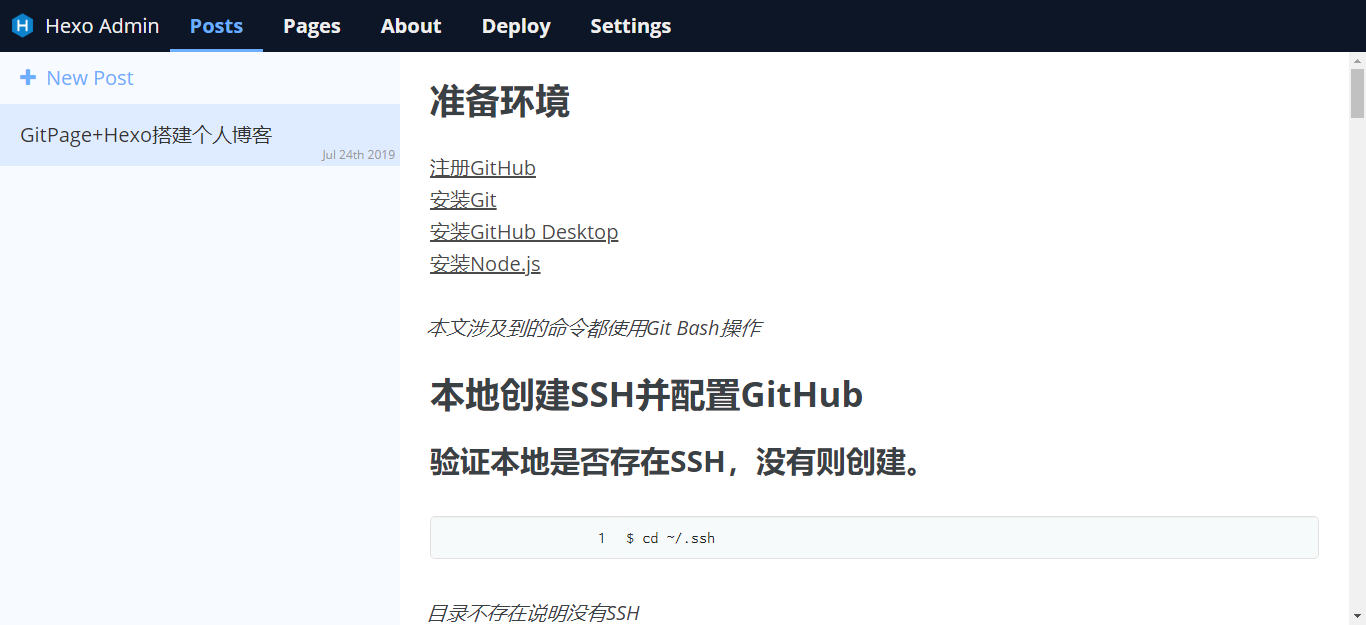 Hexo Admin Posts Pages About Deploy Settings
New Post
GitPage+Hexo搭建个人博客
Jul 24th 2019
准备环境
注册GitHub
安装Git
安装GitHub Desktop
安装Node.js
本文涉及到的命令都使用Git Bash操作
本地创建SSH并配置GitHub
验证本地是否存在SSH，没有则创建。
1 $ cd ~/.ssh
目录不存在说明没有SSH